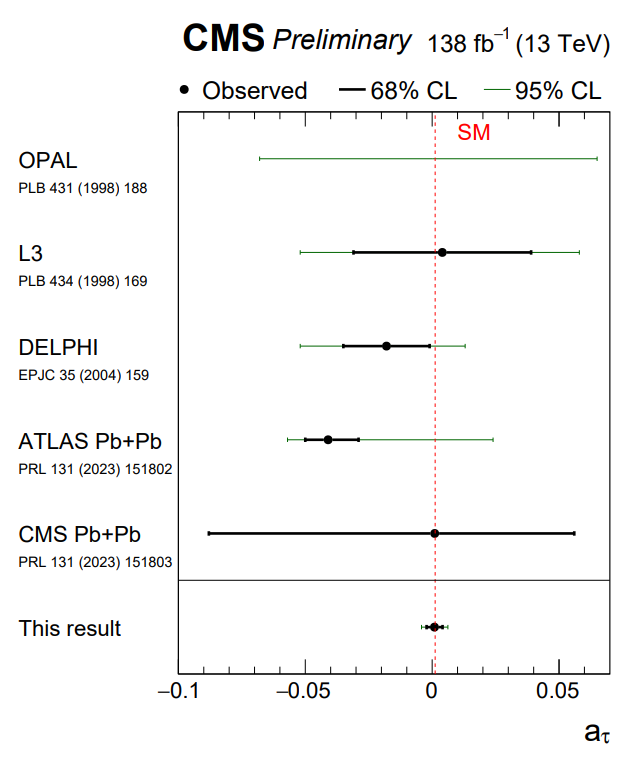 CMS Preliminary 138 fb⁻¹ (13 TeV)
Observed 68% CL 95% CL
SM
OPAL
PLB 431 (1998) 188
L3
PLB 434 (1998) 169
DELPHI
EPJC 35 (2004) 159
ATLAS Pb+Pb
PRL 131 (2023) 151802
CMS Pb+Pb
PRL 131 (2023) 151803
This result
−0.1 −0.05 0 0.05
aτ